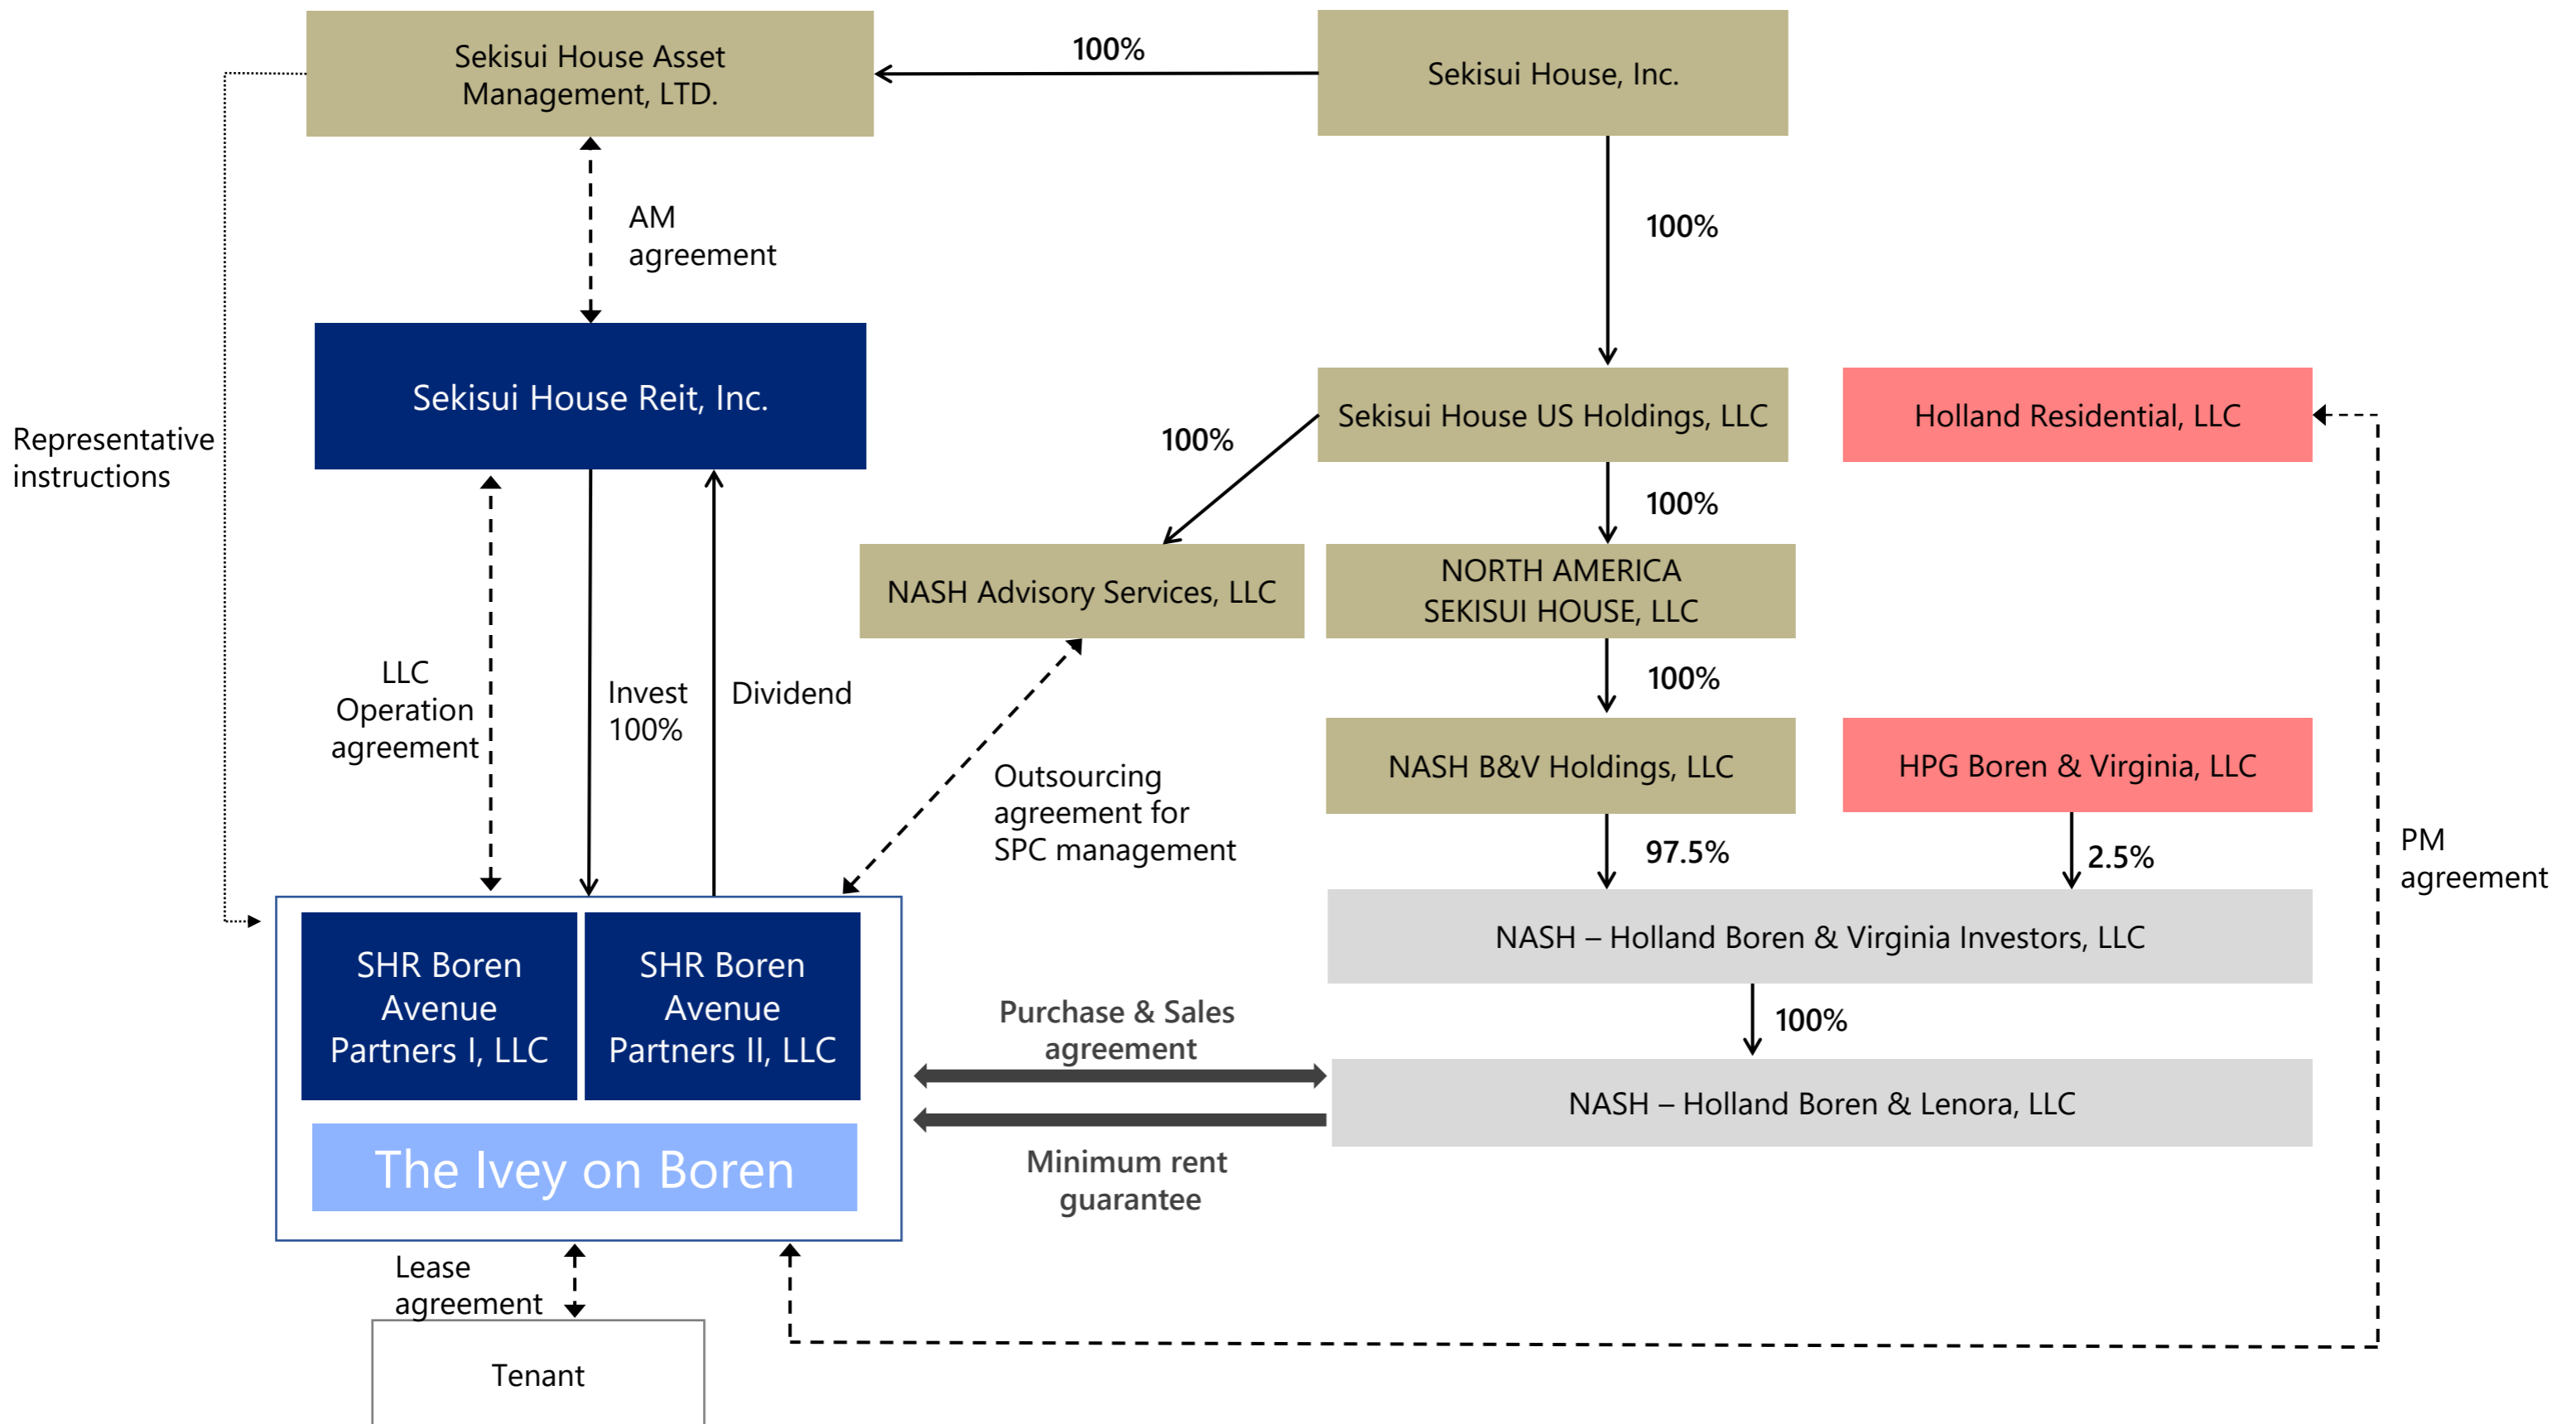 Sekisui House Asset
Management, LTD.
100%
Sekisui House, Inc.
AM
agreement
100%
Sekisui House Reit, Inc.
Sekisui House US Holdings, LLC
Holland Residential, LLC
Representative
instructions
100%
100%
NASH Advisory Services, LLC
NORTH AMERICA
SEKISUI HOUSE, LLC
LLC
Operation
agreement
Invest
100%
Dividend
100%
Outsourcing
agreement for
SPC management
NASH B&V Holdings, LLC
HPG Boren & Virginia, LLC
97.5%
2.5%
PM
agreement
SHR Boren
Avenue
Partners I, LLC
SHR Boren
Avenue
Partners II, LLC
NASH – Holland Boren & Virginia Investors, LLC
Purchase & Sales
agreement
100%
NASH – Holland Boren & Lenora, LLC
The Ivey on Boren
Minimum rent
guarantee
Lease
agreement
Tenant